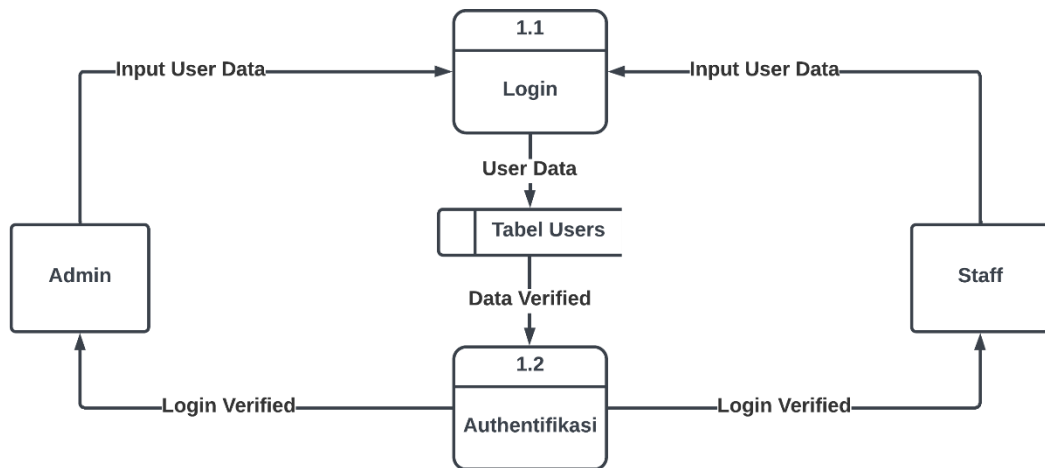 1.1
Input User Data
Input User Data
Login
User Data
Tabel Users
Admin
Staff
Data Verified
1.2
Login Verified
Login Verified
Authentifikasi